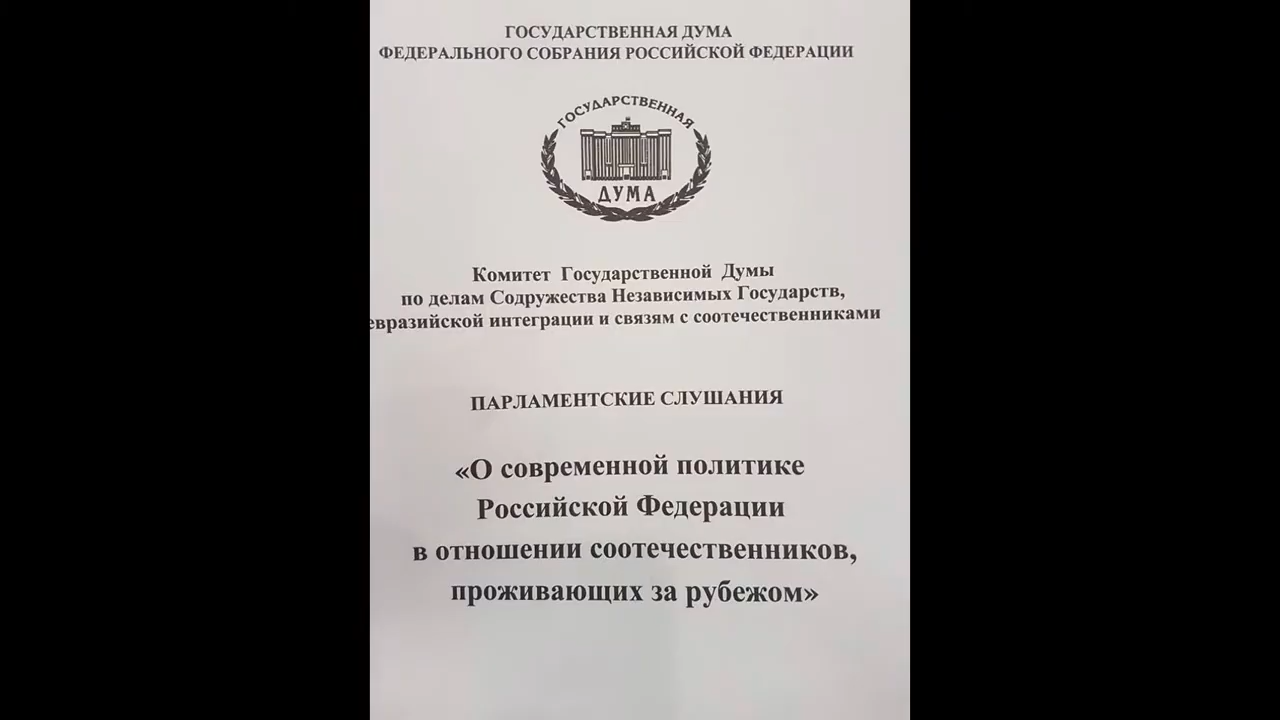 ГОСУДАРСТВЕННАЯ ДУМА
ФЕДЕРАЛЬНОГО СОБРАНИЯ РОССИЙСКОЙ ФЕДЕРАЦИИ
ГОСУДАРСТВЕННАЯ
ДУМА
Комитет Государственной Думы
по делам Содружества Независимых Государств,
евразийской интеграции и связям с соотечественниками
ПАРЛАМЕНТСКИЕ СЛУШАНИЯ
«О современной политике
Российской Федерации
в отношении соотечественников,
проживающих за рубежом»